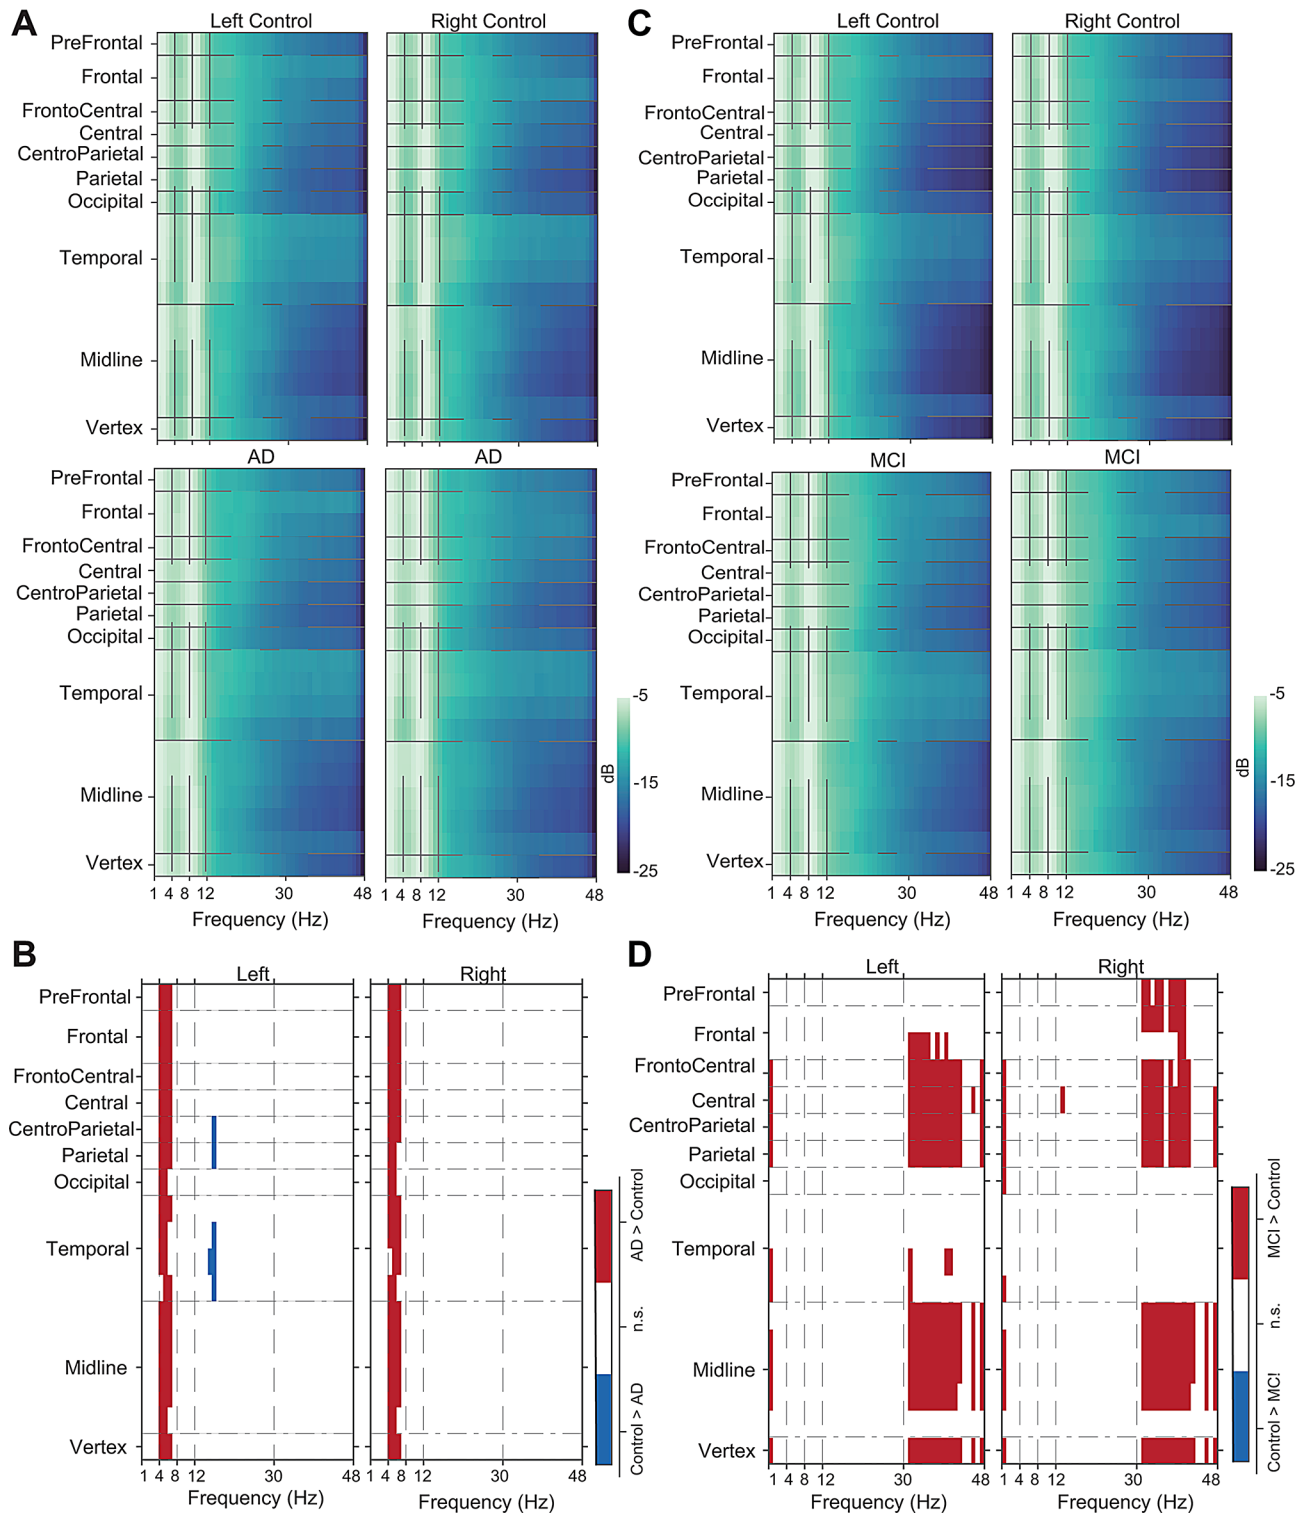 A
Left Control
Right Control
PreFrontal
Frontal
FrontoCentral
Central
CentroParietal
Parietal
Occipital
Temporal
Midline
Vertex
AD
AD
PreFrontal
Frontal
FrontoCentral
Central
CentroParietal
Parietal
Occipital
Temporal
Midline
Vertex
1 4 8 12 30
1 4 8 12 30 48
Frequency (Hz)
Frequency (Hz)
-5
-15
-25
dB
C
Left Control
Right Control
PreFrontal
Frontal
FrontoCentral
Central
CentroParietal
Parietal
Occipital
Temporal
Midline
Vertex
MCI
MCI
PreFrontal
Frontal
FrontoCentral
Central
CentroParietal
Parietal
Occipital
Temporal
Midline
Vertex
1 4 8 12 30 48
1 4 8 12 30 48
Frequency (Hz)
Frequency (Hz)
-5
-15
-25
dB
B
Left
Right
PreFrontal
Frontal
FrontoCentral
Central
CentroParietal
Parietal
Occipital
Temporal
Midline
Vertex
1 4 8 12 30 48
1 4 8 12 30 48
Frequency (Hz)
Frequency (Hz)
AD > Control
n.s.
Control > AD
D
Left
Right
PreFrontal
Frontal
FrontoCentral
Central
CentroParietal
Parietal
Occipital
Temporal
Midline
Vertex
1 4 8 12 30 48
1 4 8 12 30 48
Frequency (Hz)
Frequency (Hz)
MCI > Control
n.s.
Control > MCI